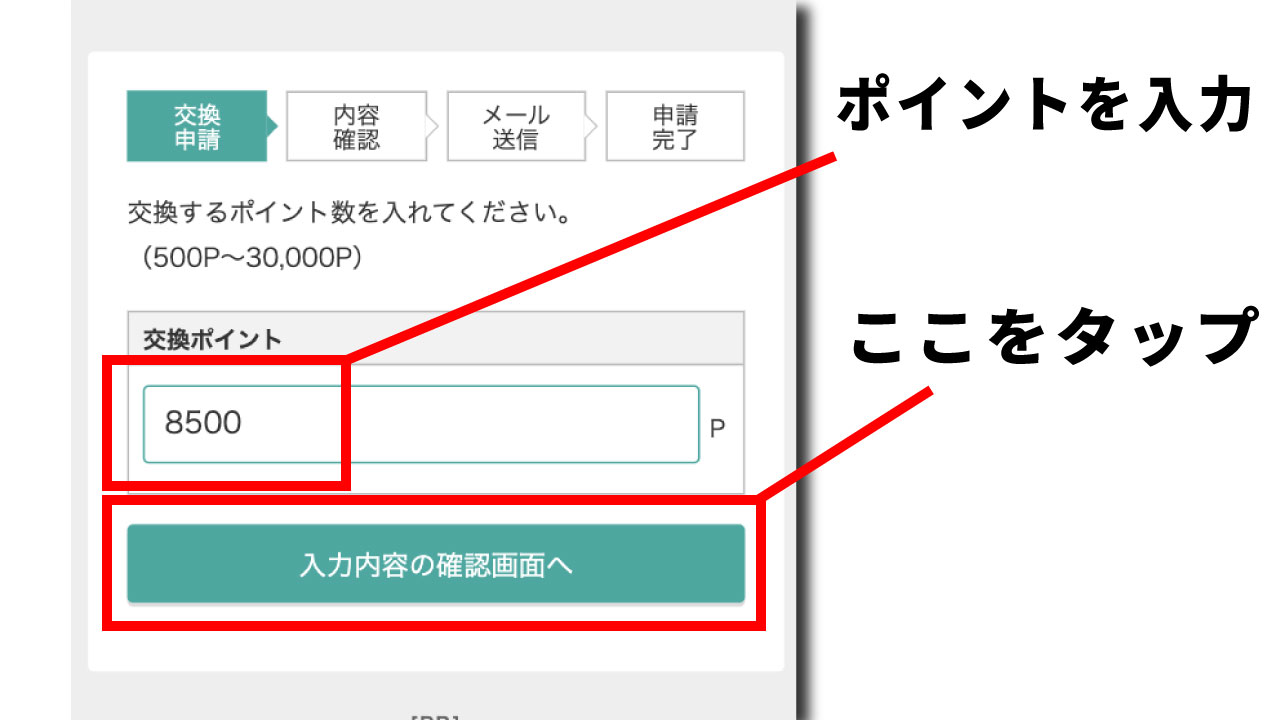 交換
申請
内容
確認
メール
送信
申請
完了
交換するポイント数を入れてください。
（500P～30,000P）
交換ポイント
8500
P
入力内容の確認画面へ
ポイントを入力
ここをタップ